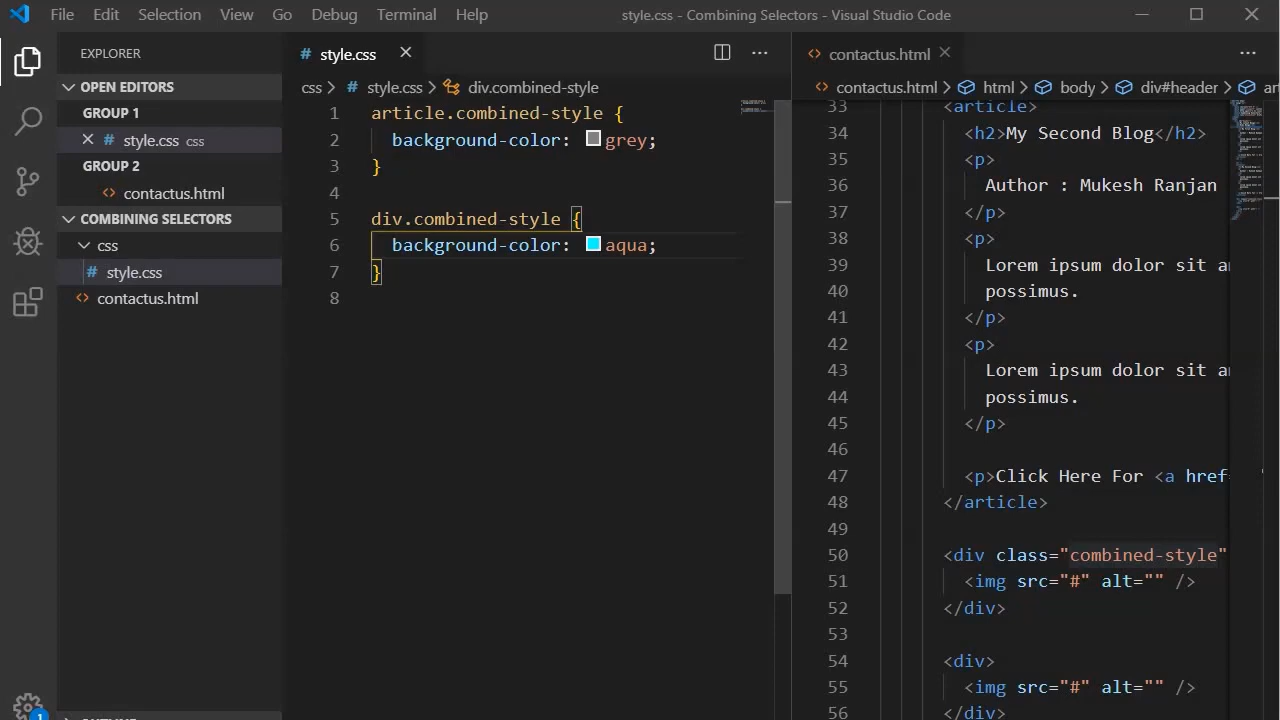 File Edit Selection View Go Debug Terminal Help
style.css - Combining Selectors - Visual Studio Code
EXPLORER
OPEN EDITORS
GROUP 1
style.css css
GROUP 2
contactus.html
COMBINING SELECTORS
css
style.css
contactus.html
1
style.css
css > style.css > div.combined-style
1 article.combined-style {
2 background-color: grey;
3 }
4
5 div.combined-style {
6 background-color: aqua;
7 }
8
contactus.html
contactus.html > html > body > div#header >
33 <article>
34 <h2>My Second Blog</h2>
35 <p>
36 Author : Mukesh Ranjan
37 </p>
38 <p>
39 Lorem ipsum dolor sit
40 possimus.
41 </p>
42 <p>
43 Lorem ipsum dolor sit
44 possimus.
45 </p>
46
47 <p>Click Here For <a href=
48 </article>
49
50 <div class="combined-style"
51 <img src="#" alt="" />
52 </div>
53
54 <div>
55 <img src="#" alt="" />
56 </div>